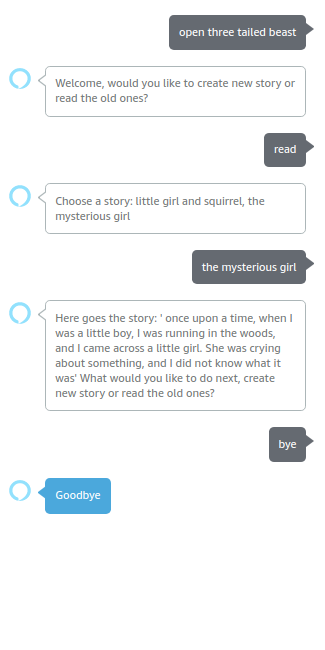 open three tailed beast
Welcome, would you like to create new story or
read the old ones?
read
Choose a story: little girl and squirrel, the
mysterious girl
the mysterious girl
Here goes the story: ' once upon a time, when I
was a little boy, I was running in the woods,
and I came across a little girl. She was crying
about something, and I did not know what it
was' What would you like to do next, create
new story or read the old ones?
bye
Goodbye